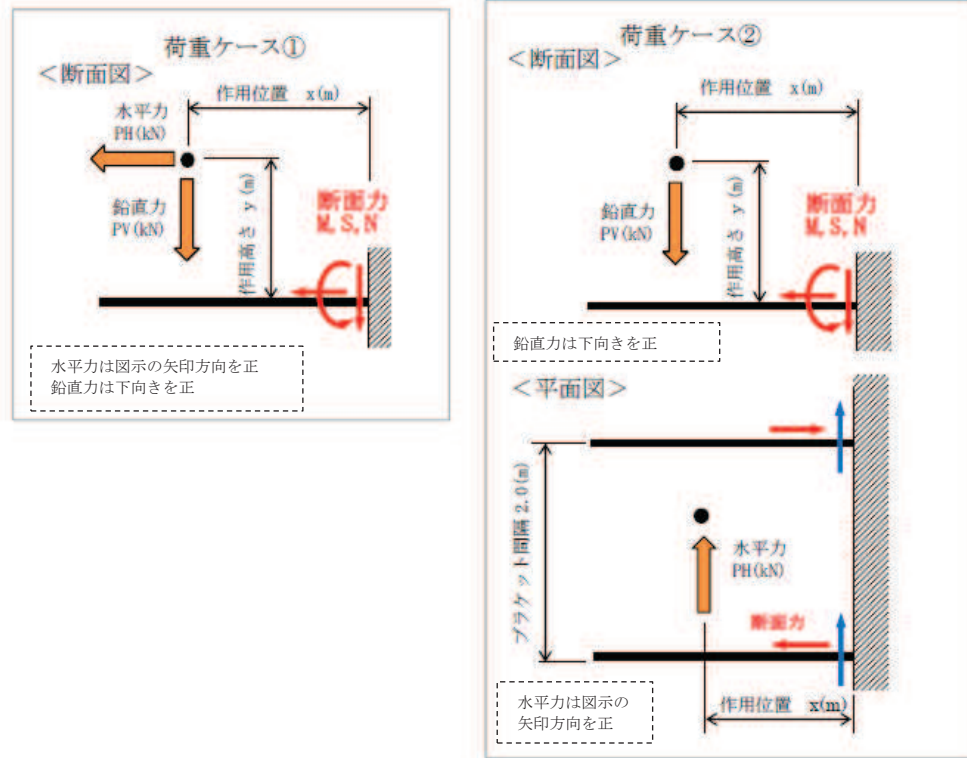 荷重ケース①
＜断面図＞
作用位置 x(m)
水平力
PH(kN)
鉛直力
PV(kN)
作用高さ y(m)
断面力
M,S,N
水平力は図示の矢印方向を正
鉛直力は下向きを正
荷重ケース②
＜断面図＞
作用位置 x(m)
鉛直力
PV(kN)
作用高さ y(m)
断面力
M,S,N
鉛直力は下向きを正
＜平面図＞
ブラケット間隔 2.0(m)
水平力
PH(kN)
断面力
作用位置 x(m)
水平力は図示の
矢印方向を正